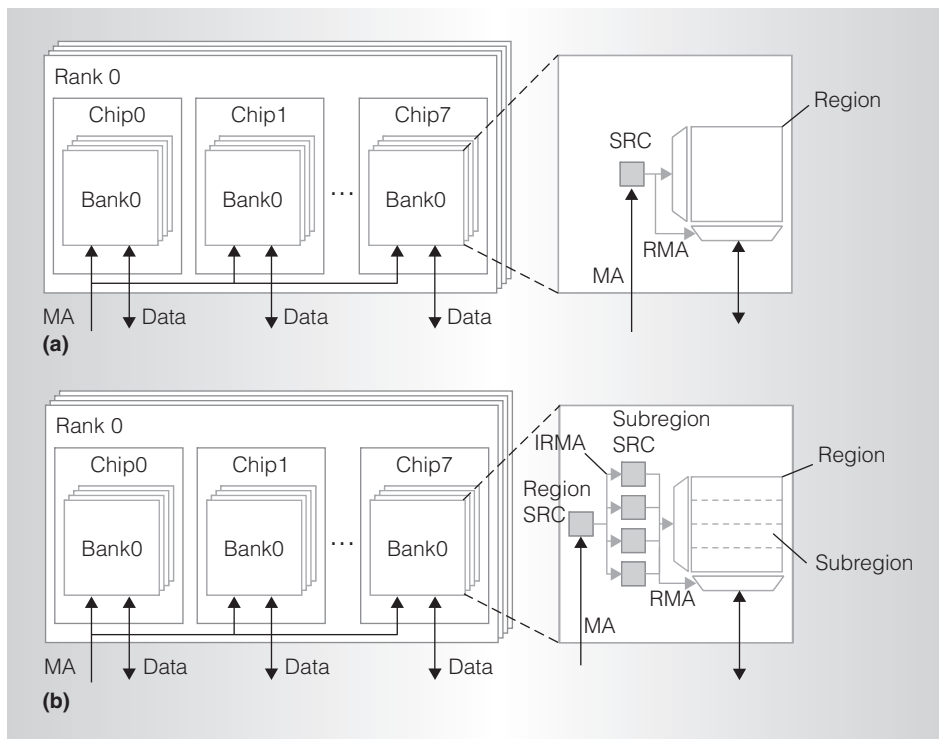 Rank 0
Chip0
Chip1
Chip7
Bank0
Bank0
...
Bank0
MA
Data
Data
Data
(a)
SRC
Region
RMA
MA
Rank 0
Chip0
Chip1
Chip7
Bank0
Bank0
...
Bank0
MA
Data
Data
Data
(b)
Subregion
SRC
IRMA
Region
SRC
Region
Subregion
RMA
MA